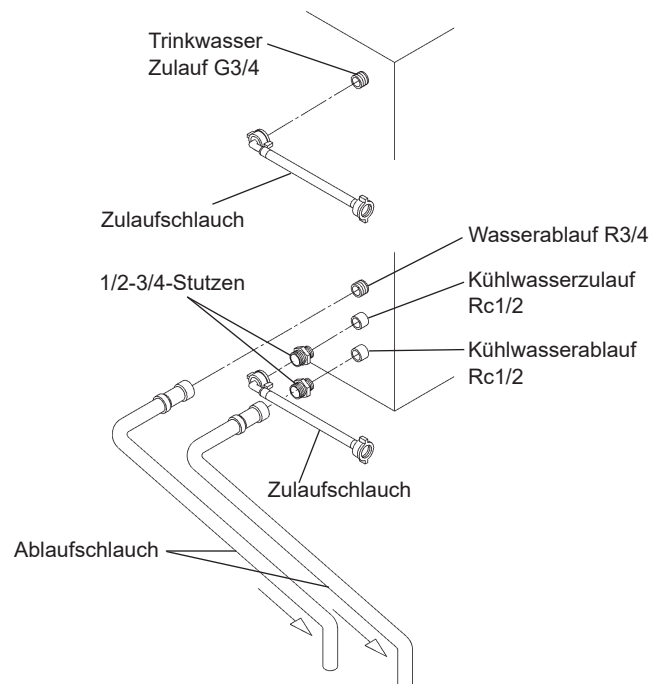 Trinkwasser
Zulauf G3/4
Zulaufschlauch
Wasserablauf R3/4
1/2-3/4-Stutzen
Kühlwasserzulauf
Rc1/2
Kühlwasserablauf
Rc1/2
Zulaufschlauch
Ablaufschlauch